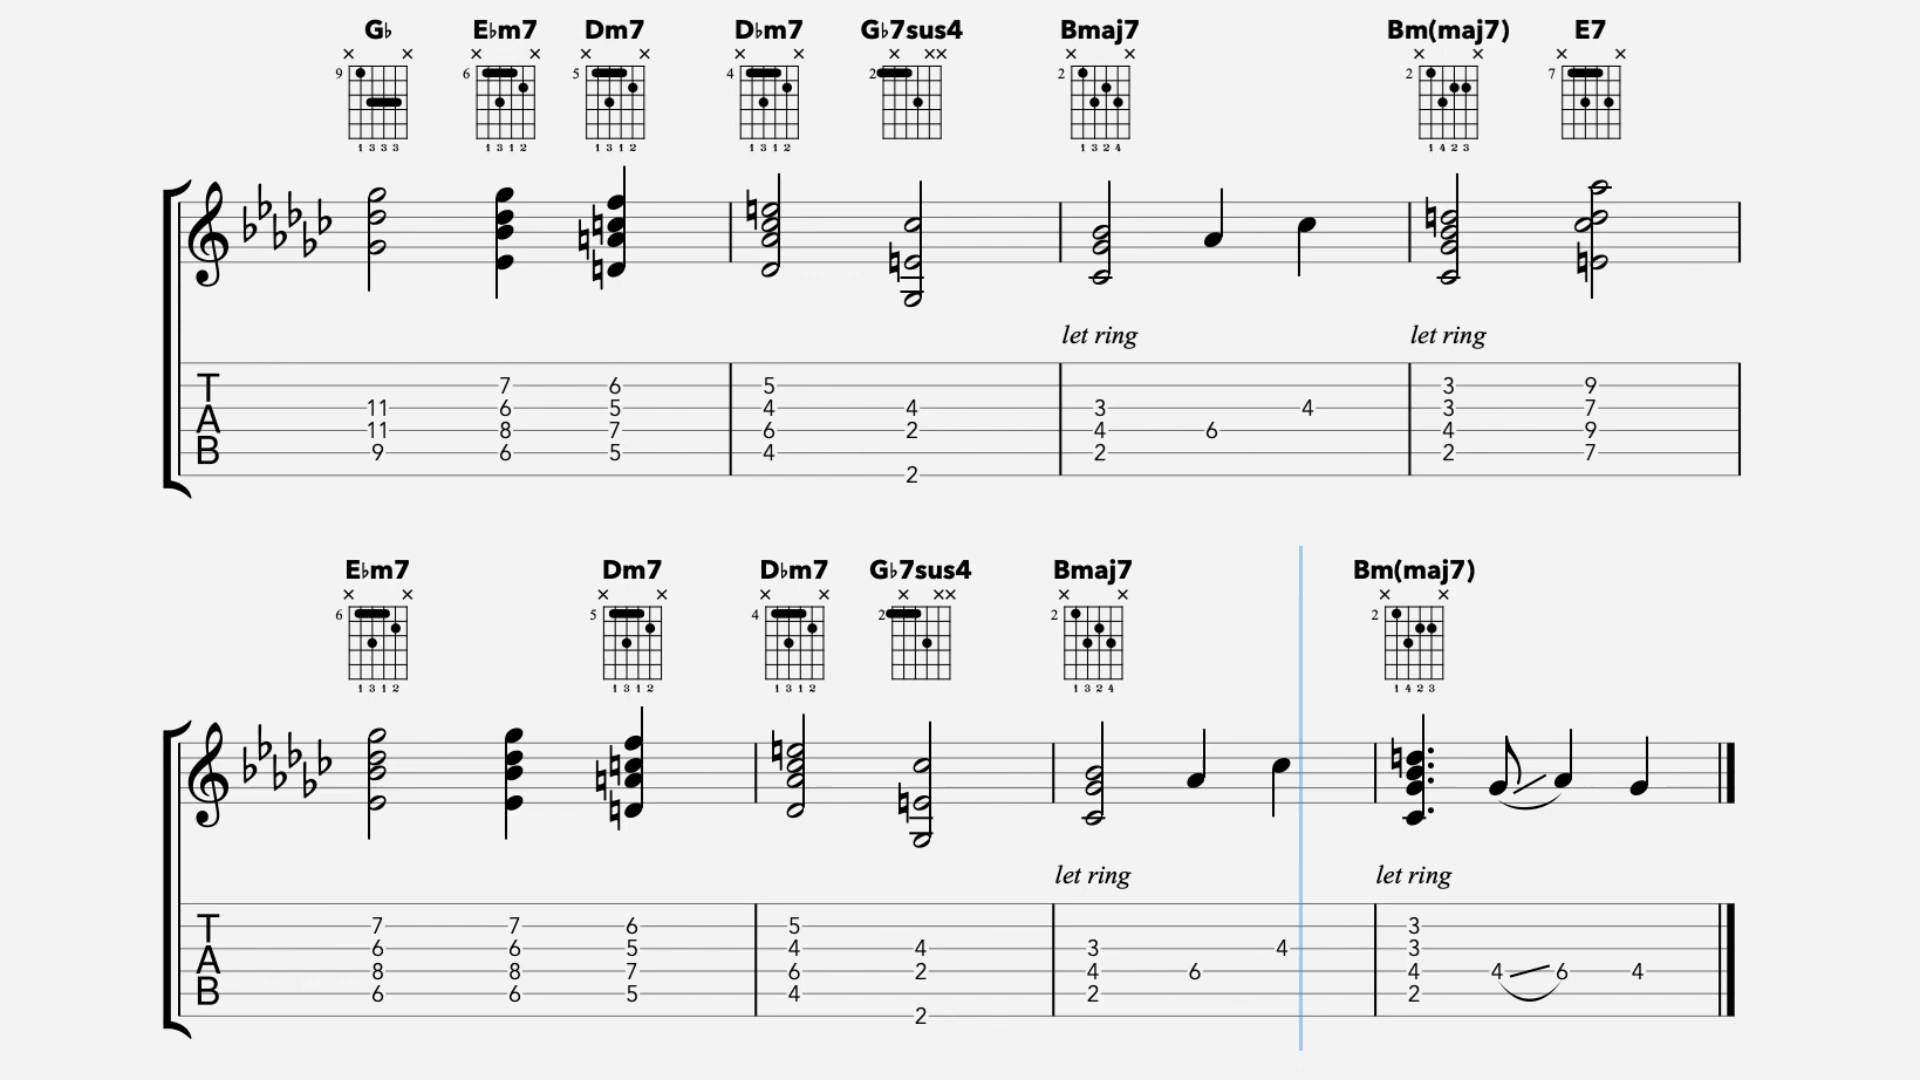 G♭ E♭m7 Dm7 D♭m7 G♭7sus4 Bmaj7 Bm(maj7) E7
× × × × × × × × × × ×× × × × × × ×
9 6 5 4 2 2 2 7
1 3 3 3 1 3 1 2 1 3 1 2 1 3 1 2 1 3 2 4 1 4 2 3
let ring let ring
T 7 6 5 3 9
11 6 5 4 4 3 4 3 7
A 11 8 7 6 2 4 6 4 9
B 9 6 5 4 2 2 7
2
E♭m7 Dm7 D♭m7 G♭7sus4 Bmaj7 Bm(maj7)
× × × × × × × ×× × × × ×
6 5 4 2 2 2
1 3 1 2 1 3 1 2 1 3 1 2 1 3 2 4 1 4 2 3
let ring let ring
T 7 7 6 5 3
6 6 5 4 4 3 4 3
A 8 8 7 6 2 4 6 4 4 6 4
B 6 6 5 4 2 2
2